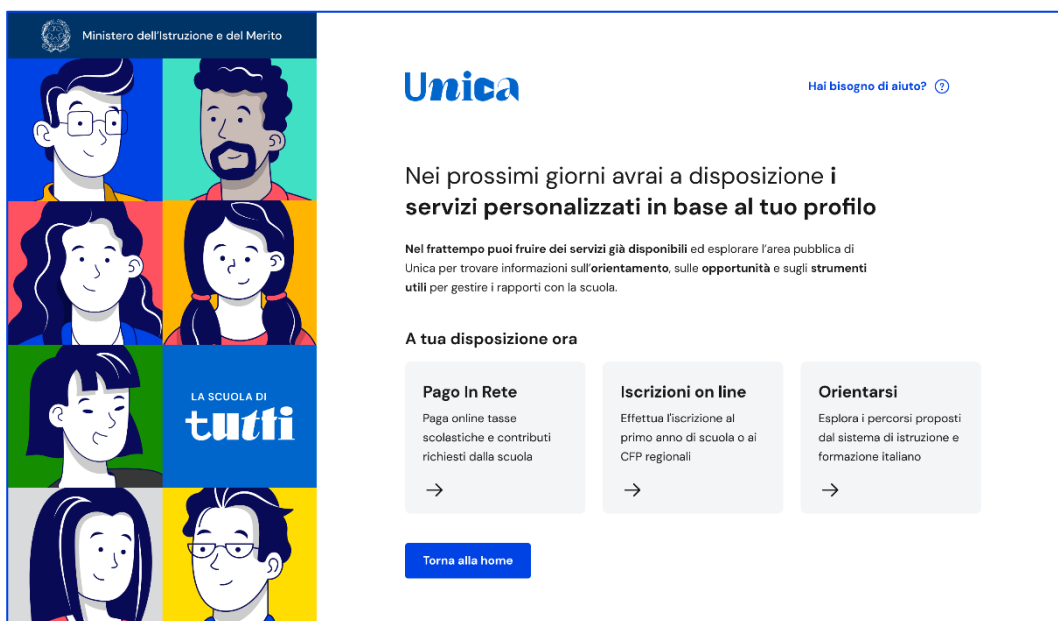 Ministero dell'Istruzione e del Merito
LA SCUOLA DI
tutti
Unica
Hai bisogno di aiuto? ?
Nei prossimi giorni avrai a disposizione i
servizi personalizzati in base al tuo profilo
Nel frattempo puoi fruire dei servizi già disponibili ed esplorare l'area pubblica di
Unica per trovare informazioni sull'orientamento, sulle opportunità e sugli strumenti
utili per gestire i rapporti con la scuola.
A tua disposizione ora
Pago In Rete
Paga online tasse
scolastiche e contributi
richiesti dalla scuola
Iscrizioni on line
Effettua l'iscrizione al
primo anno di scuola o ai
CFP regionali
Orientarsi
Esplora i percorsi proposti
dal sistema di istruzione e
formazione italiano
Torna alla home